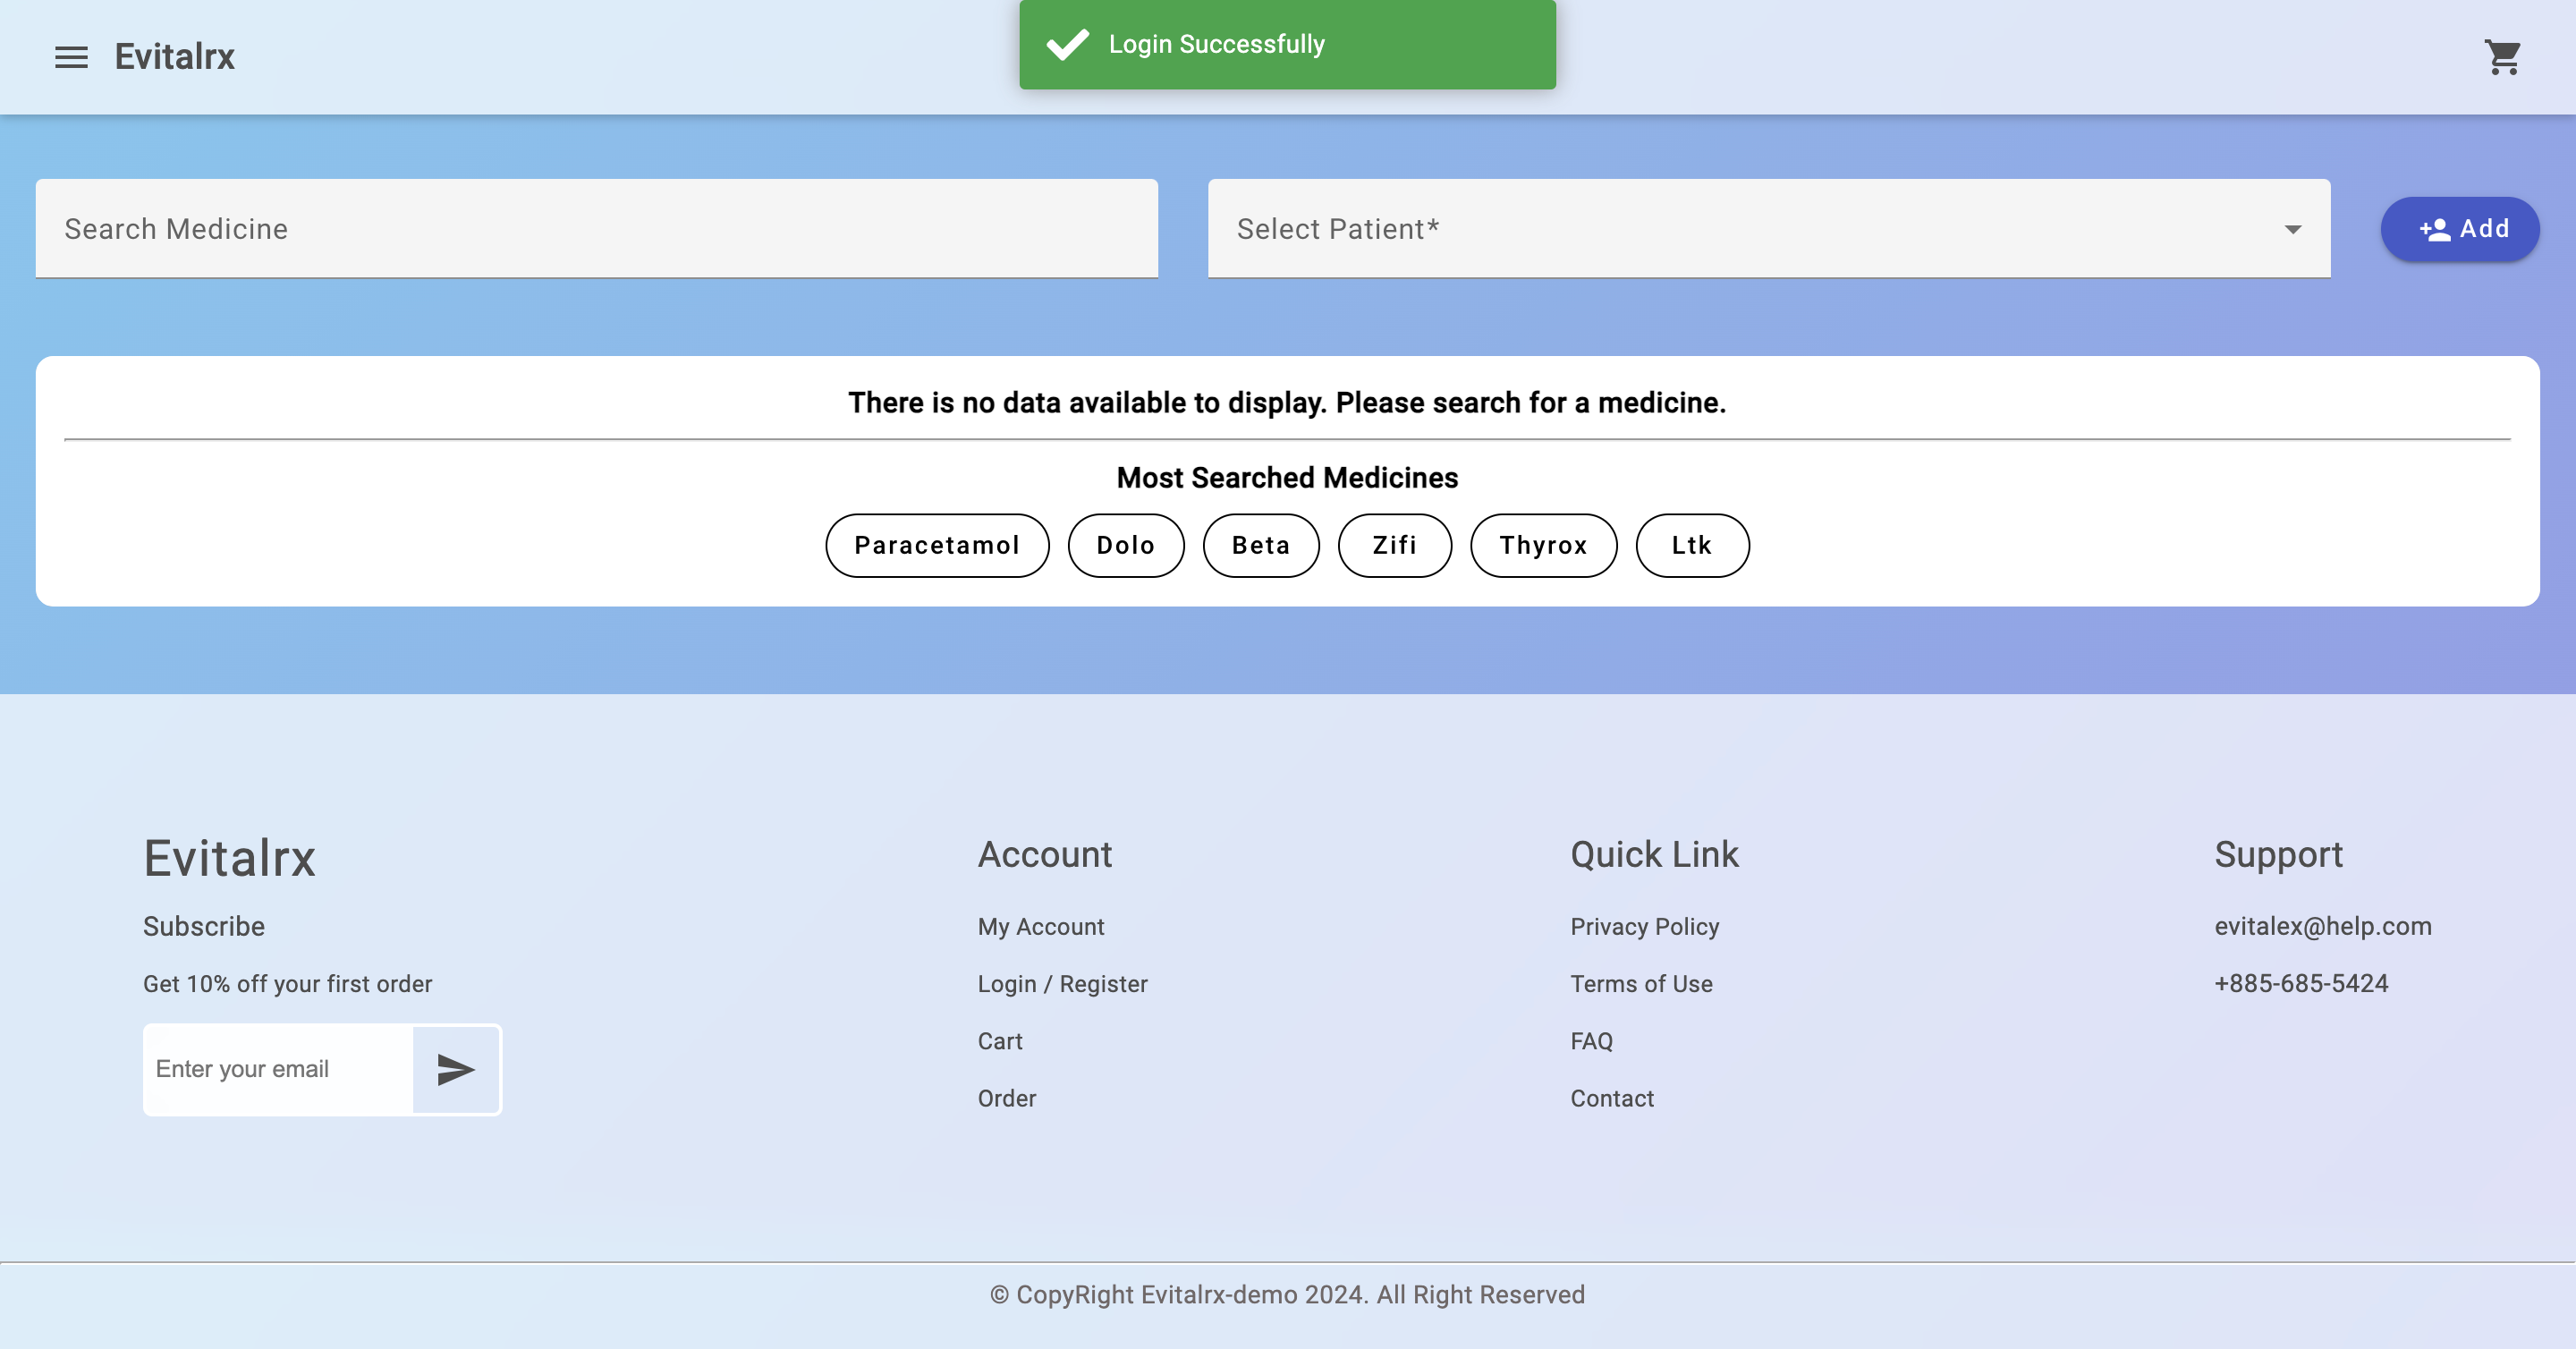 Evitalrx
Login Successfully
Search Medicine
Select Patient*
Add
There is no data available to display. Please search for a medicine.
Most Searched Medicines
Paracetamol
Dolo
Beta
Zifi
Thyrox
Ltk
Evitalrx
Subscribe
Get 10% off your first order
Enter your email
Account
My Account
Login / Register
Cart
Order
Quick Link
Privacy Policy
Terms of Use
FAQ
Contact
Support
evitalex@help.com
+885-685-5424
© CopyRight Evitalrx-demo 2024. All Right Reserved